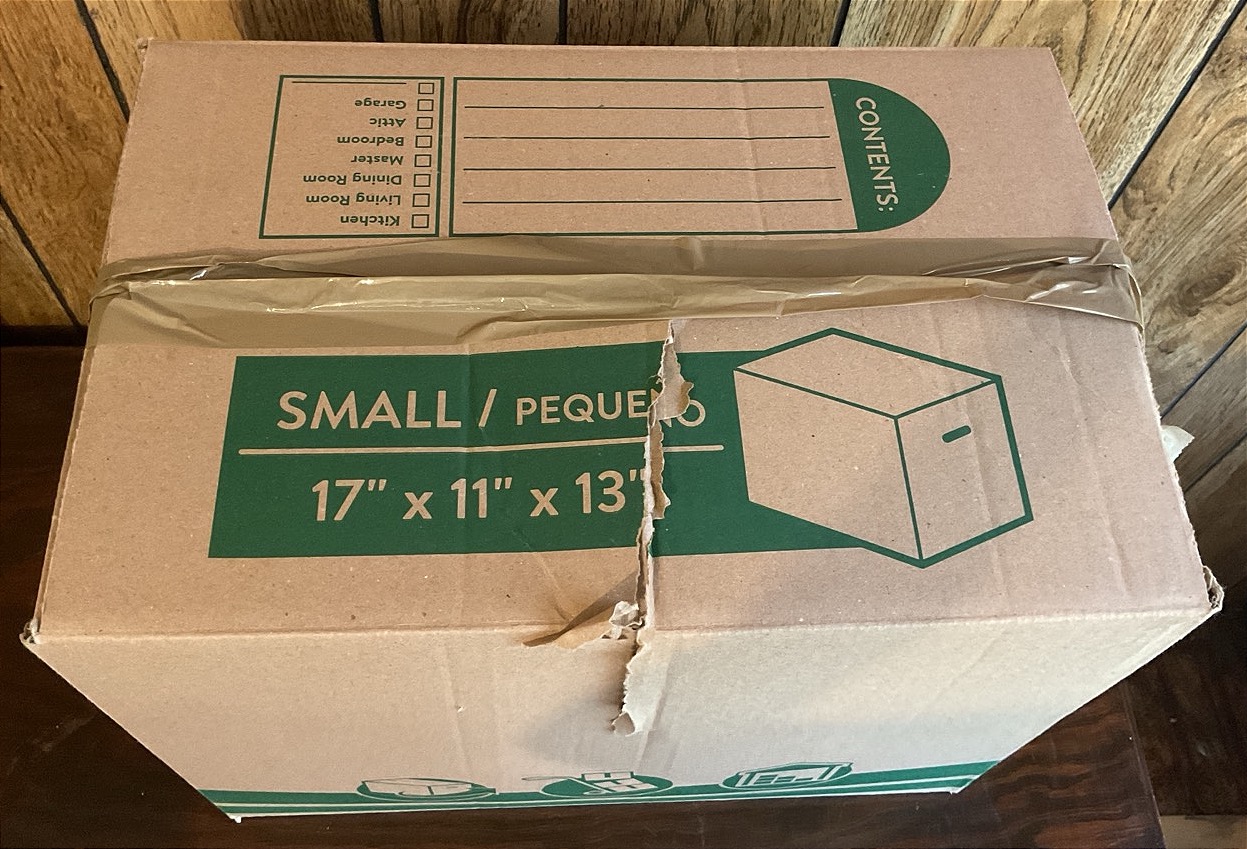 CONTENTS:
Kitchen
Living Room
Dining Room
Master
Bedroom
Attic
Garage
SMALL / PEQUEÑO
17" x 11" x 13"